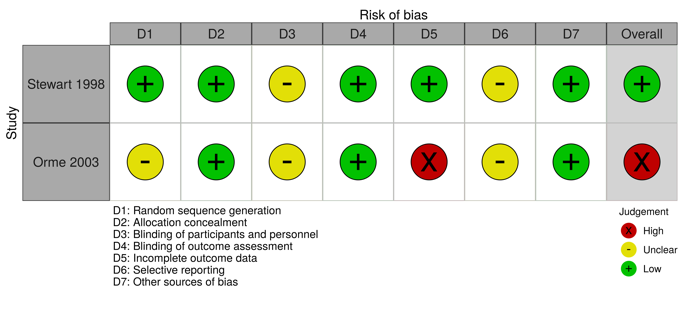 Risk of bias
D1 D2 D3 D4 D5 D6 D7 Overall
Study
Stewart 1998 + + - + + - + +
Orme 2003 - + - + X - + X
D1: Random sequence generation
D2: Allocation concealment
D3: Blinding of participants and personnel
D4: Blinding of outcome assessment
D5: Incomplete outcome data
D6: Selective reporting
D7: Other sources of bias
Judgement
X High
- Unclear
+ Low